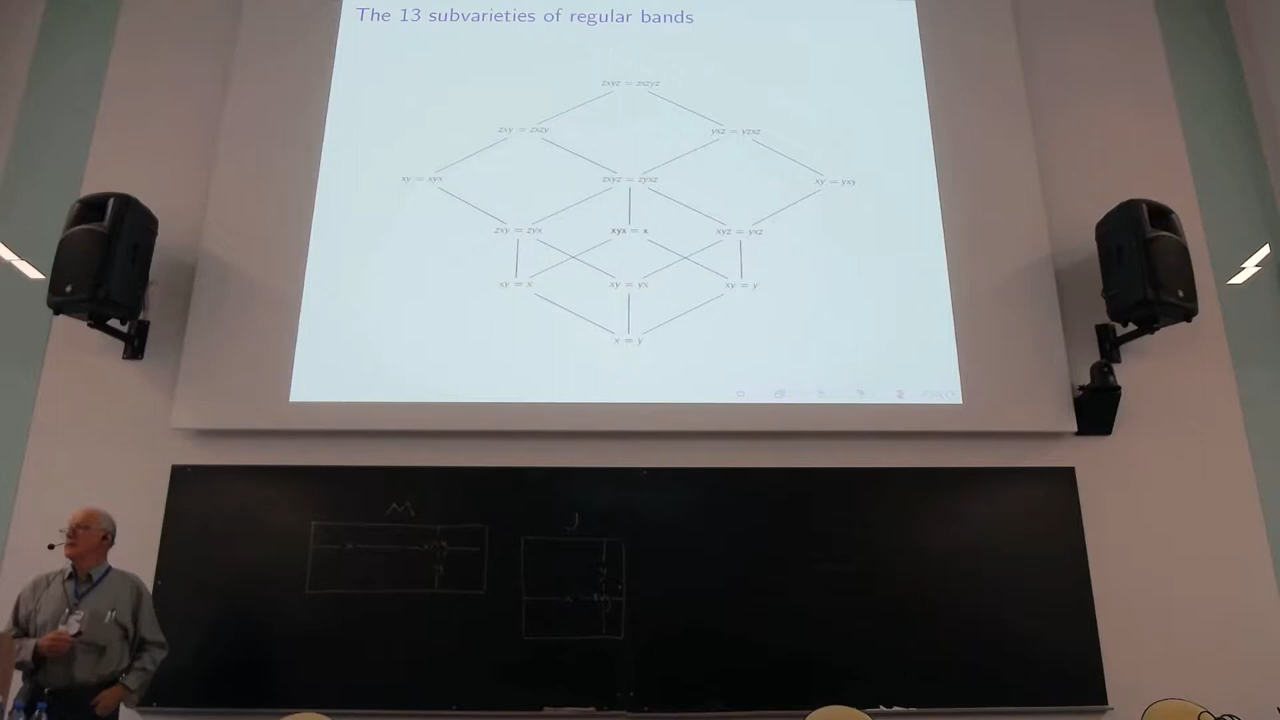 The 13 subvarieties of regular bands
zxyz = zxzyz
zxy = zxzy yxz = yzxz
xy = xyx zxyz = zyxz xy = yxy
zxy = zyx xyx = x xyz = yxz
xy = x xy = yx xy = y
x = y
M J